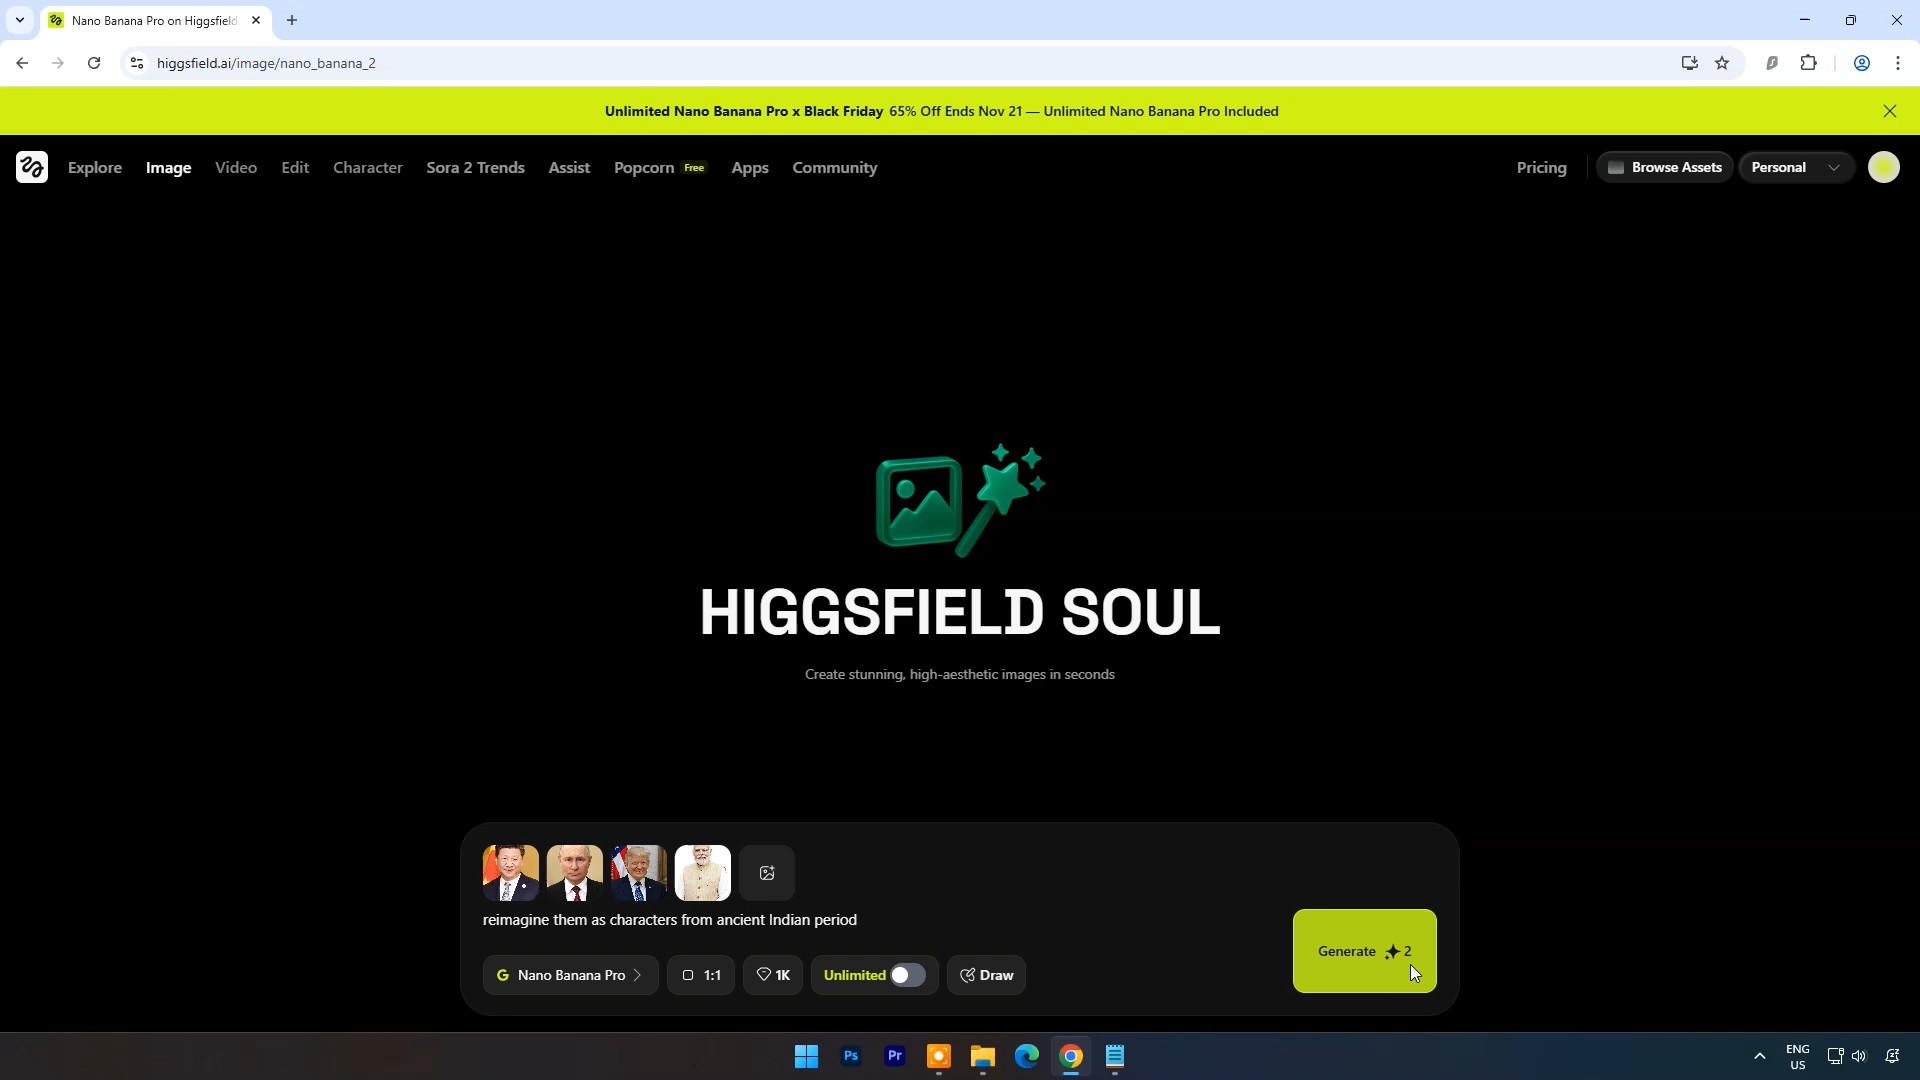 Nano Banana Pro on Higgsfield
higgsfield.ai/image/nano_banana_2
Unlimited Nano Banana Pro x Black Friday 65% Off Ends Nov 21 — Unlimited Nano Banana Pro Included
Explore Image Video Edit Character Sora 2 Trends Assist Popcorn Free Apps Community Pricing Browse Assets Personal
HIGGSFIELD SOUL
Create stunning, high-aesthetic images in seconds
reimagine them as characters from ancient Indian period
Generate 2
G Nano Banana Pro 1:1 1K Unlimited Draw
Ps Pr ENG
US